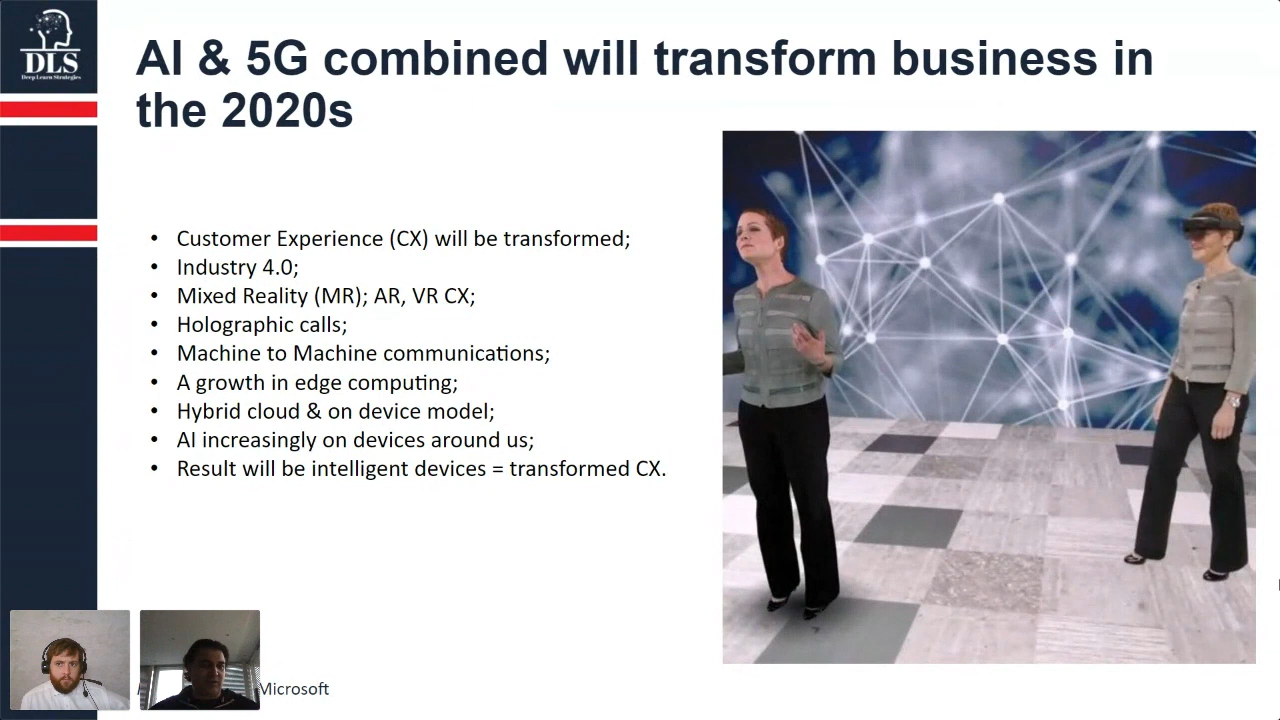 DLS
Deep Learn Strategies
AI & 5G combined will transform business in
the 2020s
• Customer Experience (CX) will be transformed;
• Industry 4.0;
• Mixed Reality (MR); AR, VR CX;
• Holographic calls;
• Machine to Machine communications;
• A growth in edge computing;
• Hybrid cloud & on device model;
• AI increasingly on devices around us;
• Result will be intelligent devices = transformed CX.
Microsoft